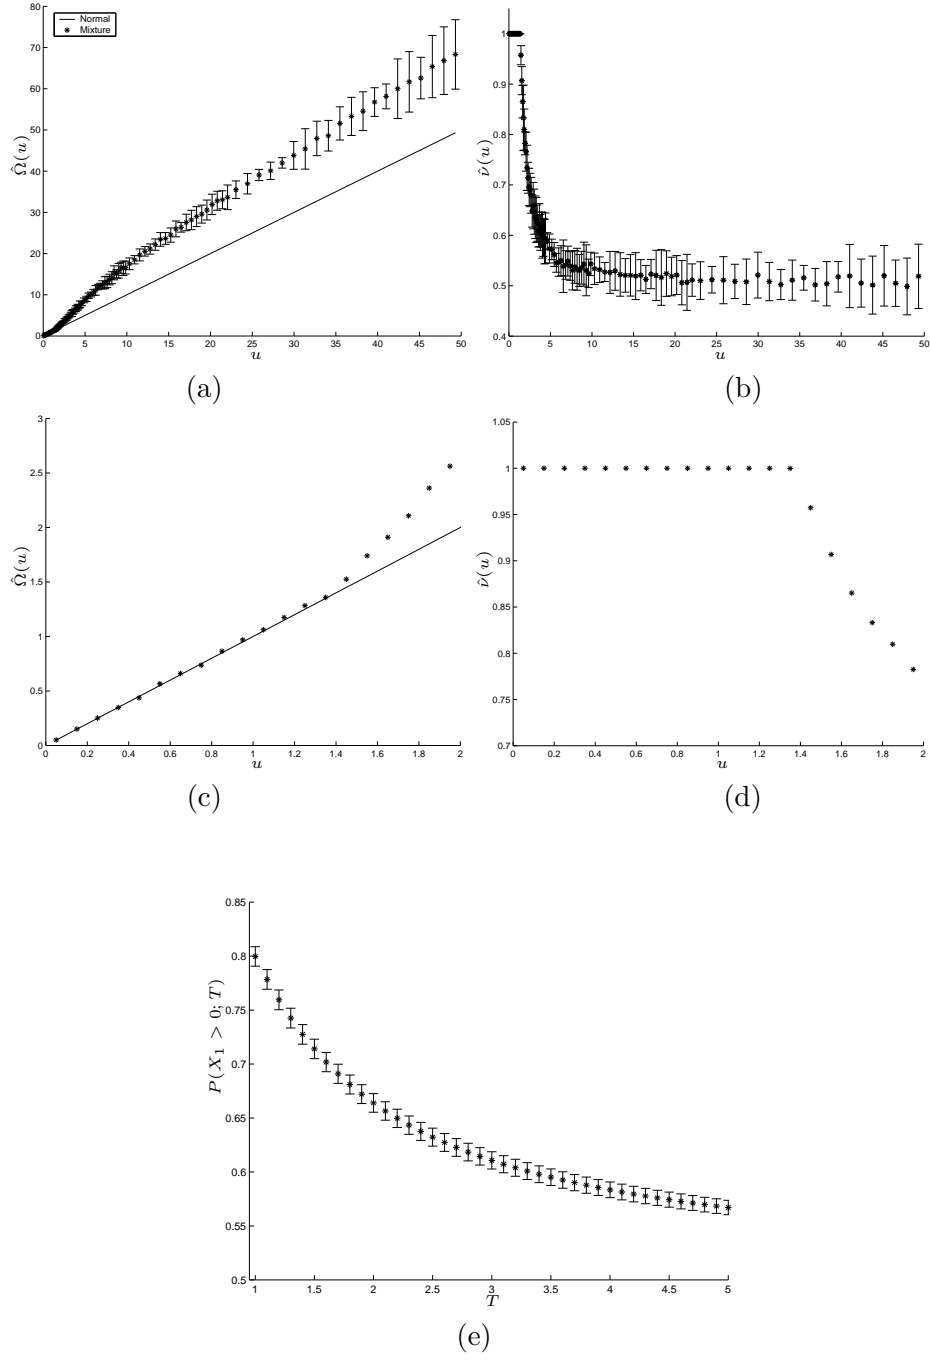 80
70
60
50
40
30
20
10
0
0 5 10 15 20 25 30 35 40 45 50
Ω̂(u)
u
Normal
Mixture
(a)
1
0.9
0.8
0.7
0.6
0.5
0.4
0 5 10 15 20 25 30 35 40 45 50
ν̂(u)
u
(b)
3
2.5
2
1.5
1
0.5
0
0 0.2 0.4 0.6 0.8 1 1.2 1.4 1.6 1.8 2
Ω̂(u)
u
(c)
1.05
1
0.95
0.9
0.85
0.8
0.75
0.7
0 0.2 0.4 0.6 0.8 1 1.2 1.4 1.6 1.8 2
ν̂(u)
u
(d)
0.85
0.8
0.75
0.7
0.65
0.6
0.55
0.5
1 1.5 2 2.5 3 3.5 4 4.5 5
P(X₁ > 0; T)
T
(e)